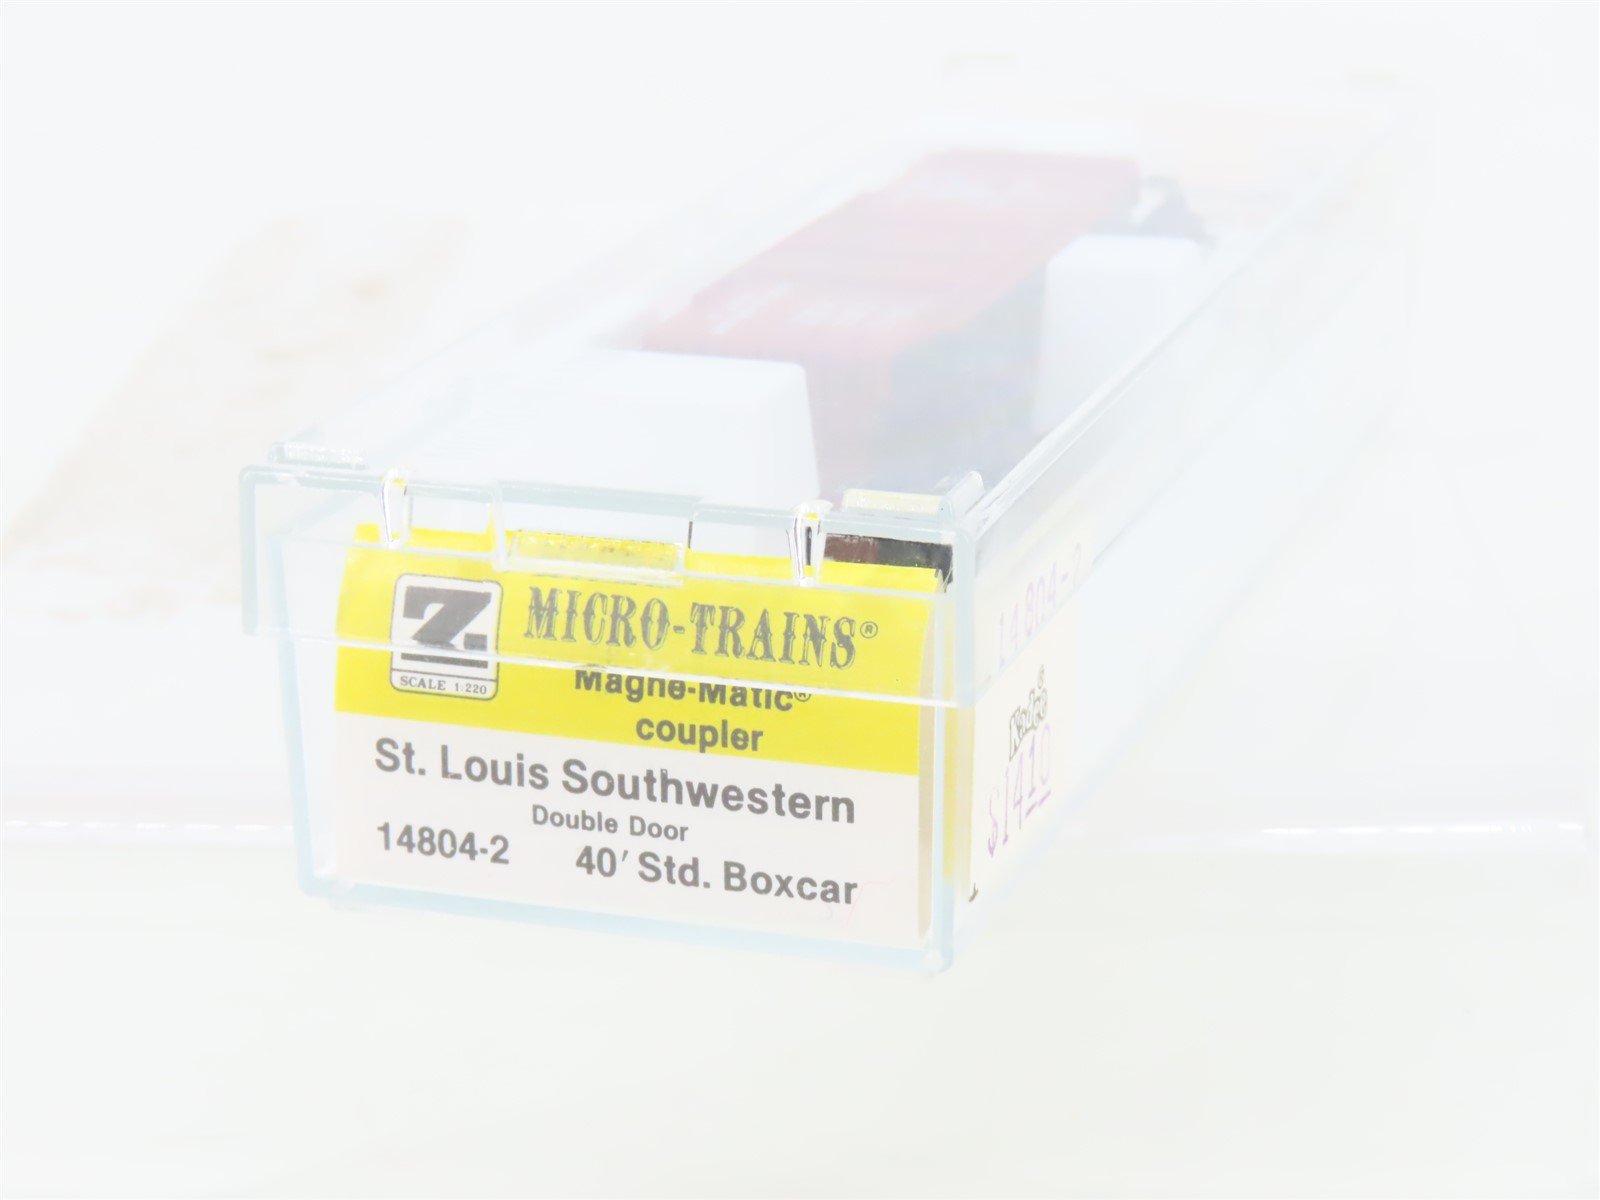 Z
SCALE 1:220
MICRO-TRAINS®
Magne-Matic®
coupler
St. Louis Southwestern
Double Door
14804-2 40' Std. Boxcar
14804-2
Kadee®
$1410